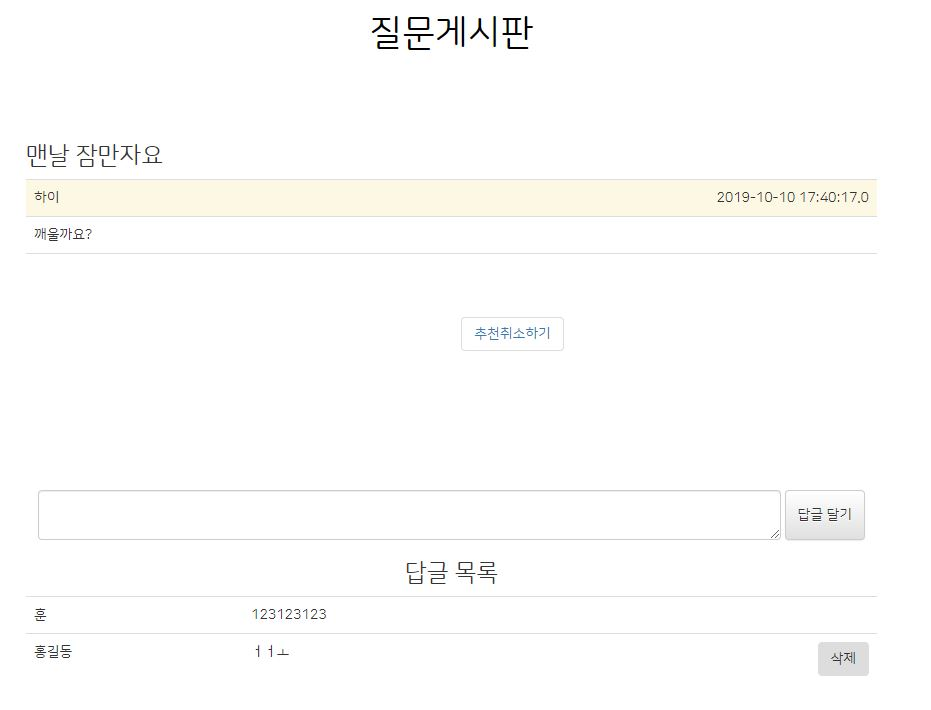 질문게시판
맨날 잠만자요
하이 2019-10-10 17:40:17.0
깨울까요?
추천취소하기
답글 달기
답글 목록
훈 123123123
홍길동 ㅓㅓㅗ 삭제